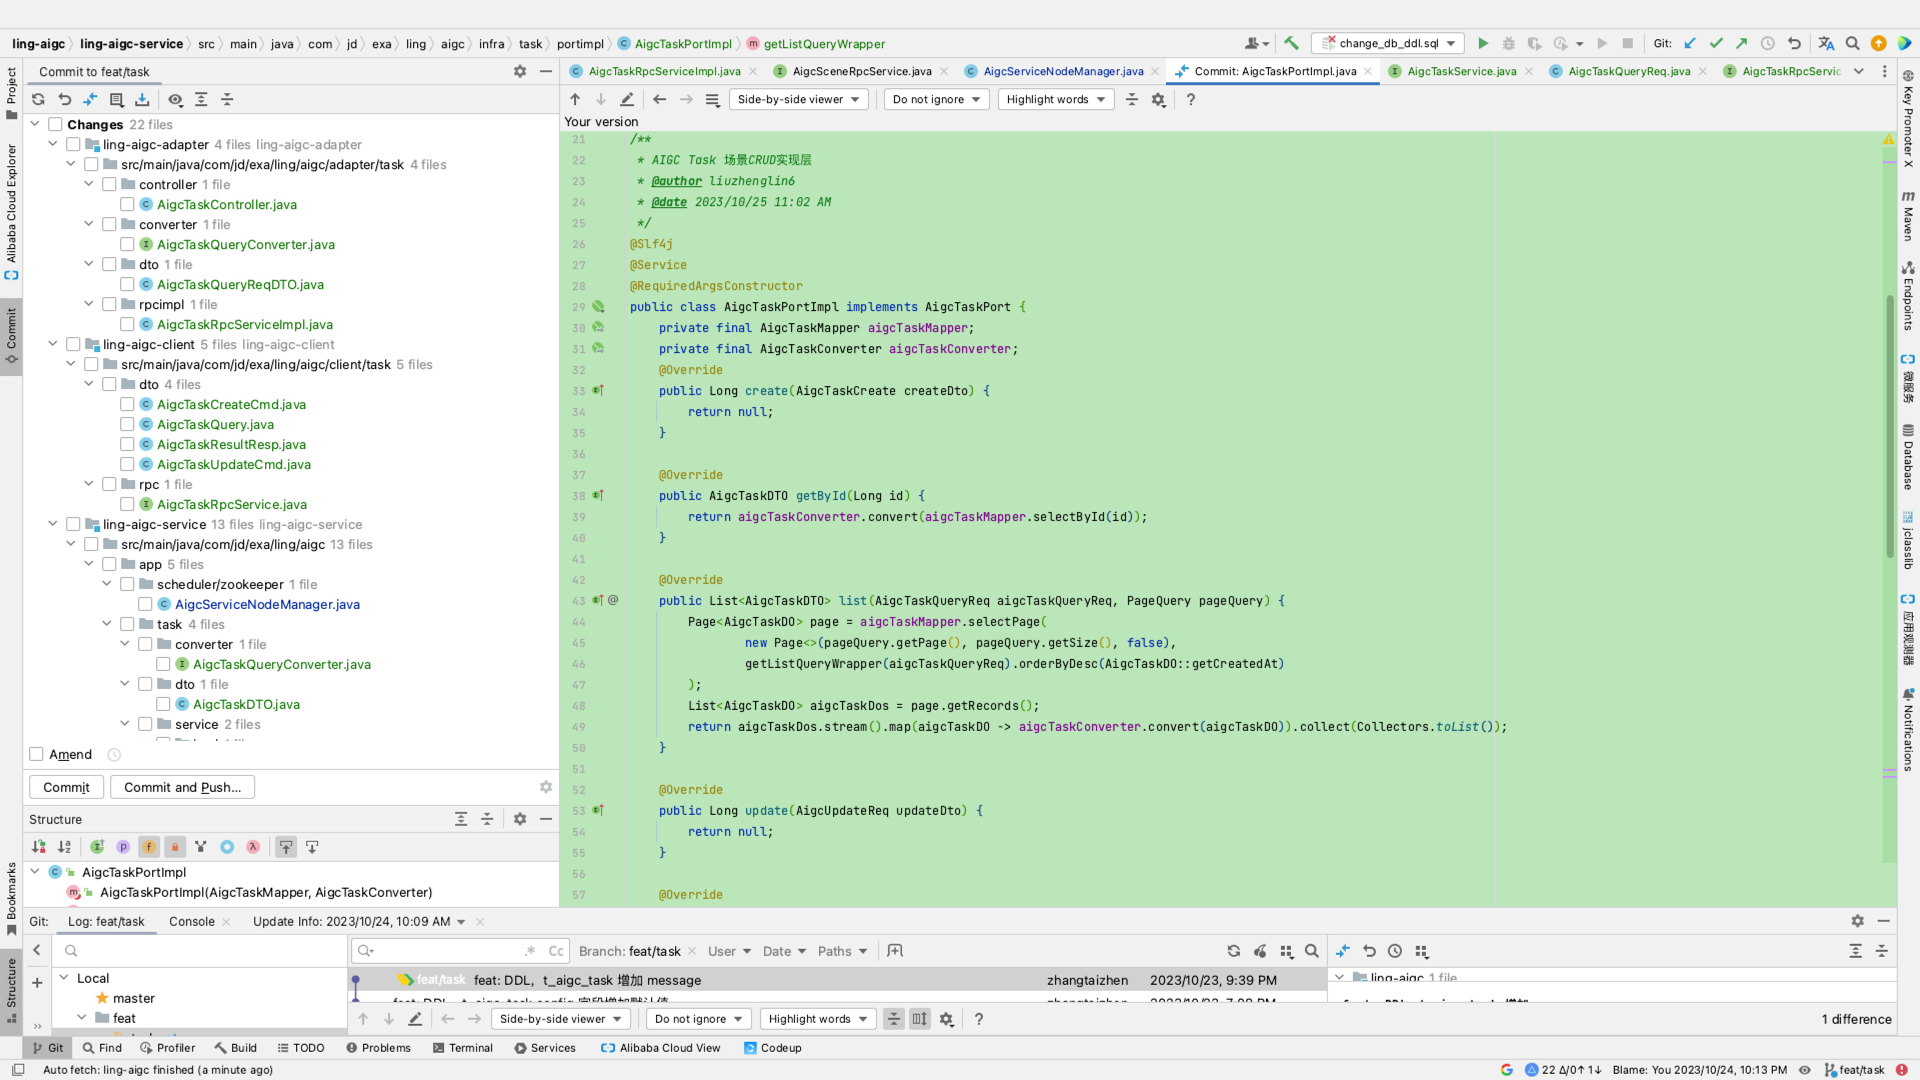 ling-aigc ling-aigc-service src main java com jd exa ling aigc infra task portimpl AigcTaskPortImpl getListQueryWrapper change_db_ddl.sql Git:
Project
Alibaba Cloud Explorer
Commit
Bookmarks
Structure
Commit to feat/task
AigcTaskRpcServiceImpl.java AigcSceneRpcService.java AigcServiceNodeManager.java Commit: AigcTaskPortImpl.java AigcTaskService.java AigcTaskQueryReq.java AigcTaskRpcServic
Side-by-side viewer Do not ignore Highlight words ?
Your version
Changes 22 files
ling-aigc-adapter 4 files ling-aigc-adapter
src/main/java/com/jd/exa/ling/aigc/adapter/task 4 files
controller 1 file
AigcTaskController.java
converter 1 file
AigcTaskQueryConverter.java
dto 1 file
AigcTaskQueryReqDTO.java
rpcimpl 1 file
AigcTaskRpcServiceImpl.java
ling-aigc-client 5 files ling-aigc-client
src/main/java/com/jd/exa/ling/aigc/client/task 5 files
dto 4 files
AigcTaskCreateCmd.java
AigcTaskQuery.java
AigcTaskResultResp.java
AigcTaskUpdateCmd.java
rpc 1 file
AigcTaskRpcService.java
ling-aigc-service 13 files ling-aigc-service
src/main/java/com/jd/exa/ling/aigc 13 files
app 5 files
scheduler/zookeeper 1 file
AigcServiceNodeManager.java
task 4 files
converter 1 file
AigcTaskQueryConverter.java
dto 1 file
AigcTaskDTO.java
service 2 files
Amend
Commit Commit and Push...
Structure
AigcTaskPortImpl
AigcTaskPortImpl(AigcTaskMapper, AigcTaskConverter)
21 /**
22 * AIGC Task 场景CRUD实现层
23 * @author liuzhenglin6
24 * @date 2023/10/25 11:02 AM
25 */
26 @Slf4j
27 @Service
28 @RequiredArgsConstructor
29 public class AigcTaskPortImpl implements AigcTaskPort {
30 private final AigcTaskMapper aigcTaskMapper;
31 private final AigcTaskConverter aigcTaskConverter;
32 @Override
33 public Long create(AigcTaskCreate createDto) {
34 return null;
35 }
36
37 @Override
38 public AigcTaskDTO getById(Long id) {
39 return aigcTaskConverter.convert(aigcTaskMapper.selectById(id));
40 }
41
42 @Override
43 @ public List<AigcTaskDTO> list(AigcTaskQueryReq aigcTaskQueryReq, PageQuery pageQuery) {
44 Page<AigcTaskDO> page = aigcTaskMapper.selectPage(
45 new Page<>(pageQuery.getPage(), pageQuery.getSize(), false),
46 getListQueryWrapper(aigcTaskQueryReq).orderByDesc(AigcTaskDO::getCreatedAt)
47 );
48 List<AigcTaskDO> aigcTaskDos = page.getRecords();
49 return aigcTaskDos.stream().map(aigcTaskDO -> aigcTaskConverter.convert(aigcTaskDO)).collect(Collectors.toList());
50 }
51
52 @Override
53 public Long update(AigcUpdateReq updateDto) {
54 return null;
55 }
56
57 @Override
Key Promoter X
Maven
Endpoints
微服务
Database
jclasslib
应用观测器
Notifications
Git: Log: feat/task Console Update Info: 2023/10/24, 10:09 AM
.* Cc Branch: feat/task User Date Paths
Local
master
feat
feat/task feat: DDL, t_aigc_task 增加 message zhangtaizhen 2023/10/23, 9:39 PM
ling-aigc 1 file
Side-by-side viewer Do not ignore Highlight words ? 1 difference
Git Find Profiler Build TODO Problems Terminal Services Alibaba Cloud View Codeup
Auto fetch: ling-aigc finished (a minute ago) 22 Δ/0↑ 1↓ Blame: You 2023/10/24, 10:13 PM feat/task